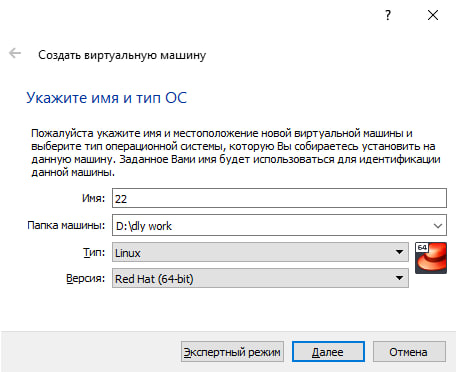 ?
Создать виртуальную машину
Укажите имя и тип ОС
Пожалуйста укажите имя и местоположение новой виртуальной машины и
выберите тип операционной системы, которую Вы собираетесь установить на
данную машину. Заданное Вами имя будет использоваться для идентификации
данной машины.
Имя: 22
Папка машины: D:\dly work
Тип: Linux
64
Версия: Red Hat (64-bit)
Экспертный режим Далее Отмена